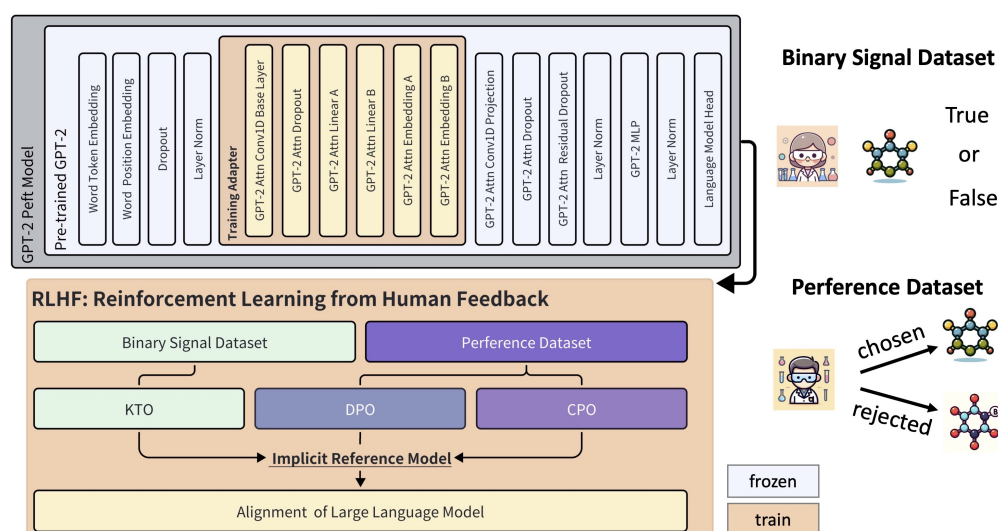 GPT-2 Peft Model
Pre-trained GPT-2
Word Token Embedding
Word Position Embedding
Dropout
Layer Norm
Training Adapter
GPT-2 Attn Conv1D Base Layer
GPT-2 Attn Dropout
GPT-2 Attn Linear A
GPT-2 Attn Linear B
GPT-2 Attn Embedding A
GPT-2 Attn Embedding B
GPT-2 Attn Conv1D Projection
GPT-2 Attn Dropout
GPT-2 Attn Residual Dropout
Layer Norm
GPT-2 MLP
Layer Norm
Language Model Head
Binary Signal Dataset
True
or
False
RLHF: Reinforcement Learning from Human Feedback
Binary Signal Dataset
Perference Dataset
KTO
DPO
CPO
Implicit Reference Model
Alignment of Large Language Model
Perference Dataset
chosen
rejected
B
frozen
train